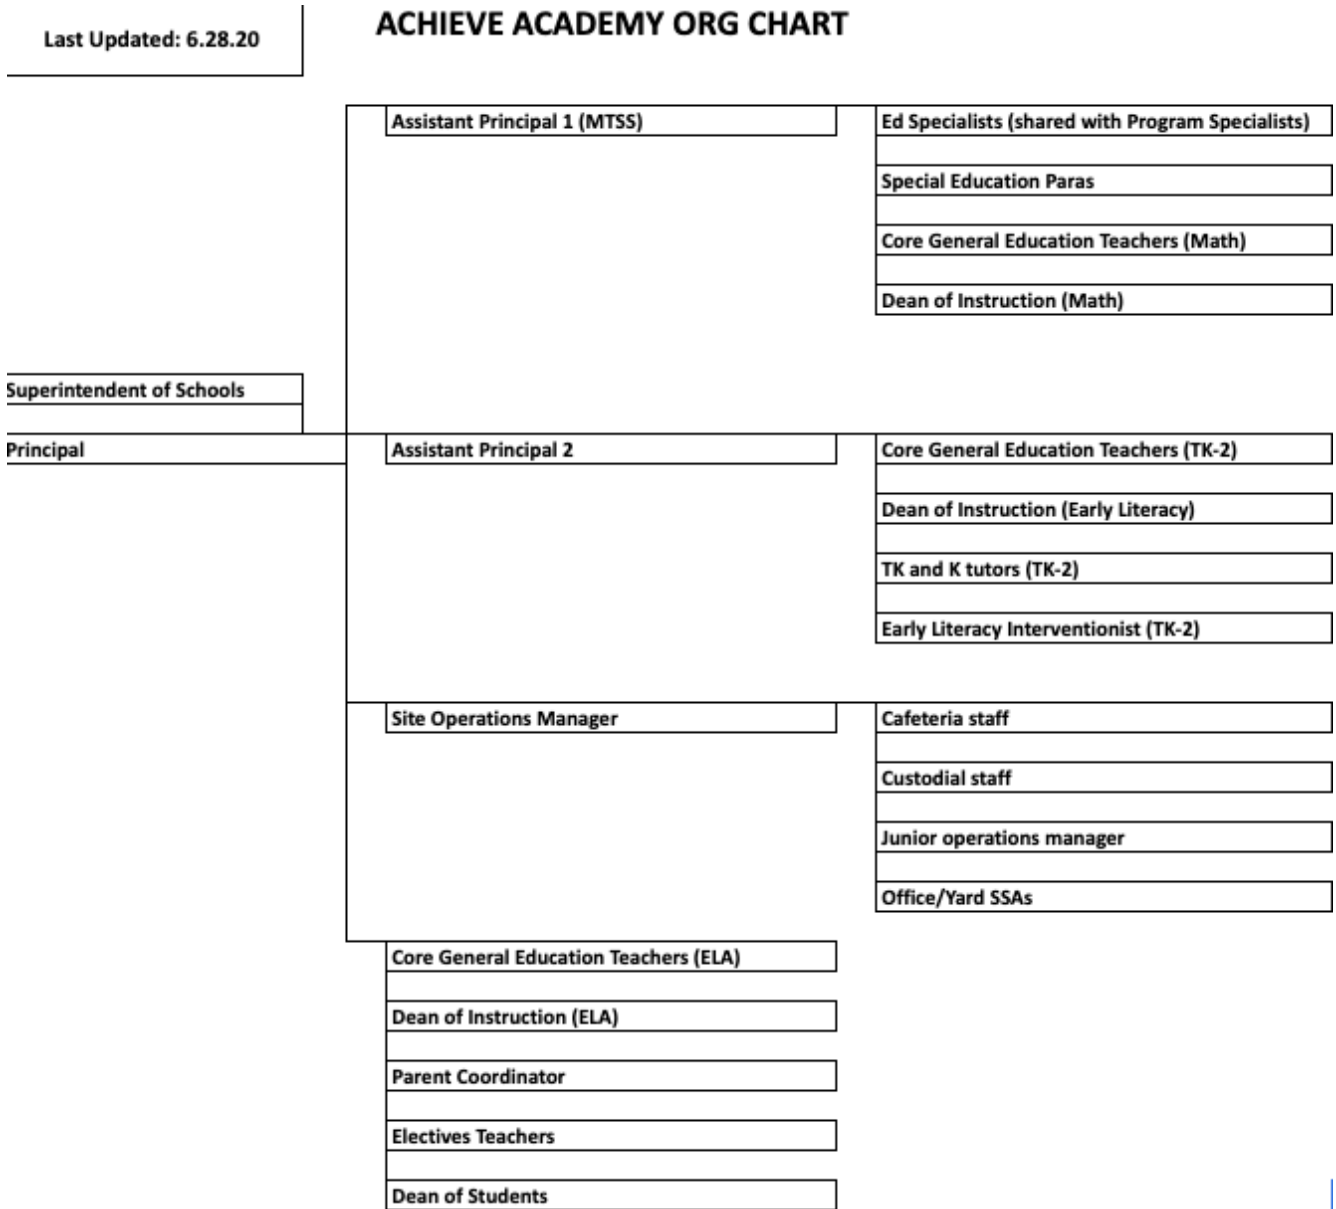 Last Updated: 6.28.20
ACHIEVE ACADEMY ORG CHART
Assistant Principal 1 (MTSS)
Ed Specialists (shared with Program Specialists)
Special Education Paras
Core General Education Teachers (Math)
Dean of Instruction (Math)
Superintendent of Schools
Principal
Assistant Principal 2
Core General Education Teachers (TK-2)
Dean of Instruction (Early Literacy)
TK and K tutors (TK-2)
Early Literacy Interventionist (TK-2)
Site Operations Manager
Cafeteria staff
Custodial staff
Junior operations manager
Office/Yard SSAs
Core General Education Teachers (ELA)
Dean of Instruction (ELA)
Parent Coordinator
Electives Teachers
Dean of Students